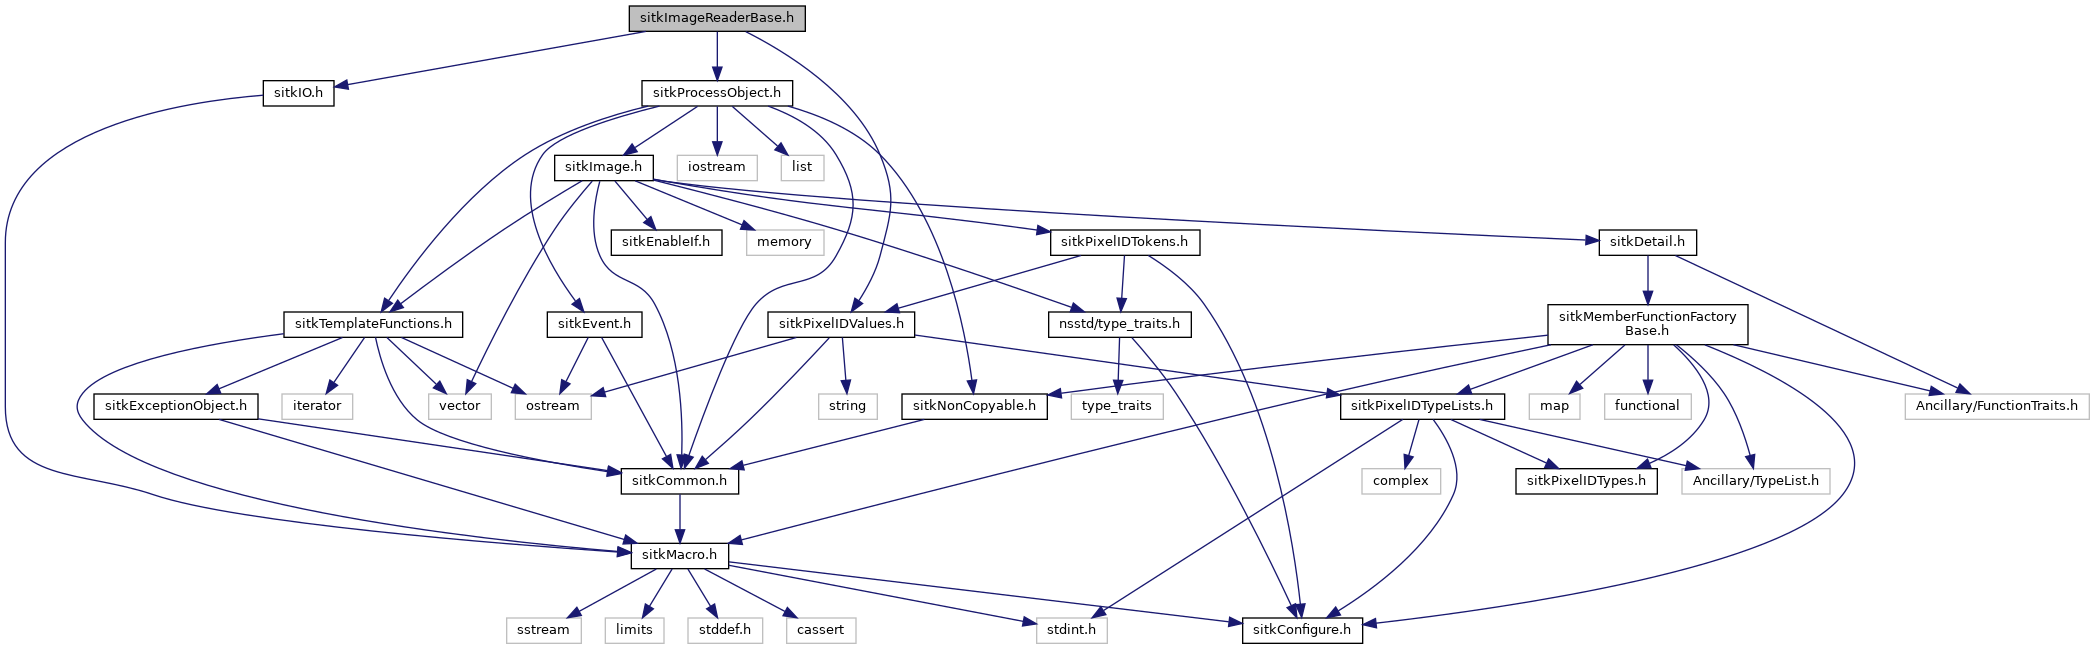 sitkImageReaderBase.h
sitkIO.h
sitkProcessObject.h
sitkImage.h
iostream
list
sitkEnableIf.h
memory
sitkPixelIDTokens.h
sitkDetail.h
sitkTemplateFunctions.h
sitkEvent.h
sitkPixelIDValues.h
nsstd/type_traits.h
sitkMemberFunctionFactory
Base.h
sitkExceptionObject.h
iterator
vector
ostream
string
sitkNonCopyable.h
type_traits
sitkPixelIDTypeLists.h
map
functional
Ancillary/FunctionTraits.h
sitkCommon.h
complex
sitkPixelIDTypes.h
Ancillary/TypeList.h
sitkMacro.h
sstream
limits
stddef.h
cassert
stdint.h
sitkConfigure.h